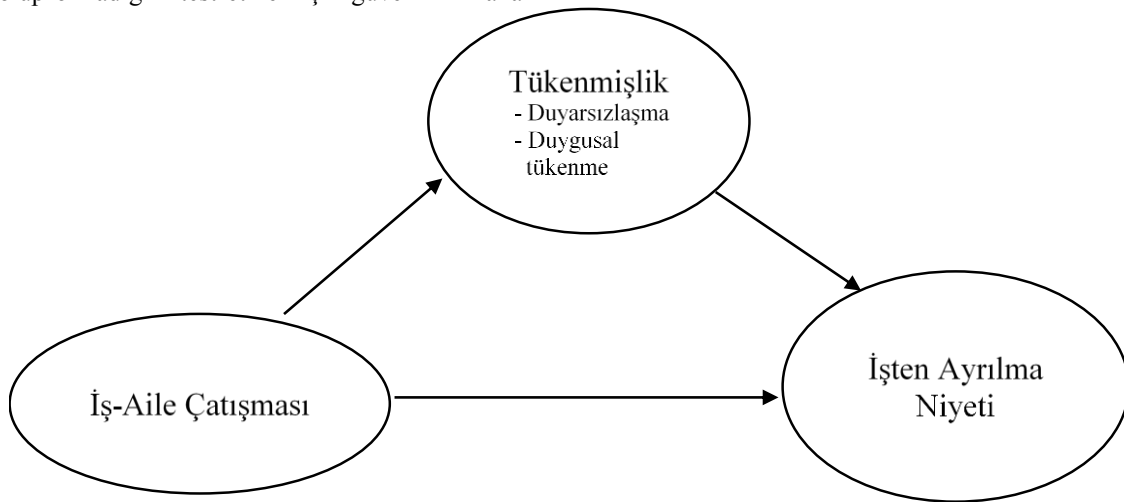 Tükenmişlik
- Duyarsızlaşma
- Duygusal
tükenme
İş-Aile Çatışması
İşten Ayrılma
Niyeti